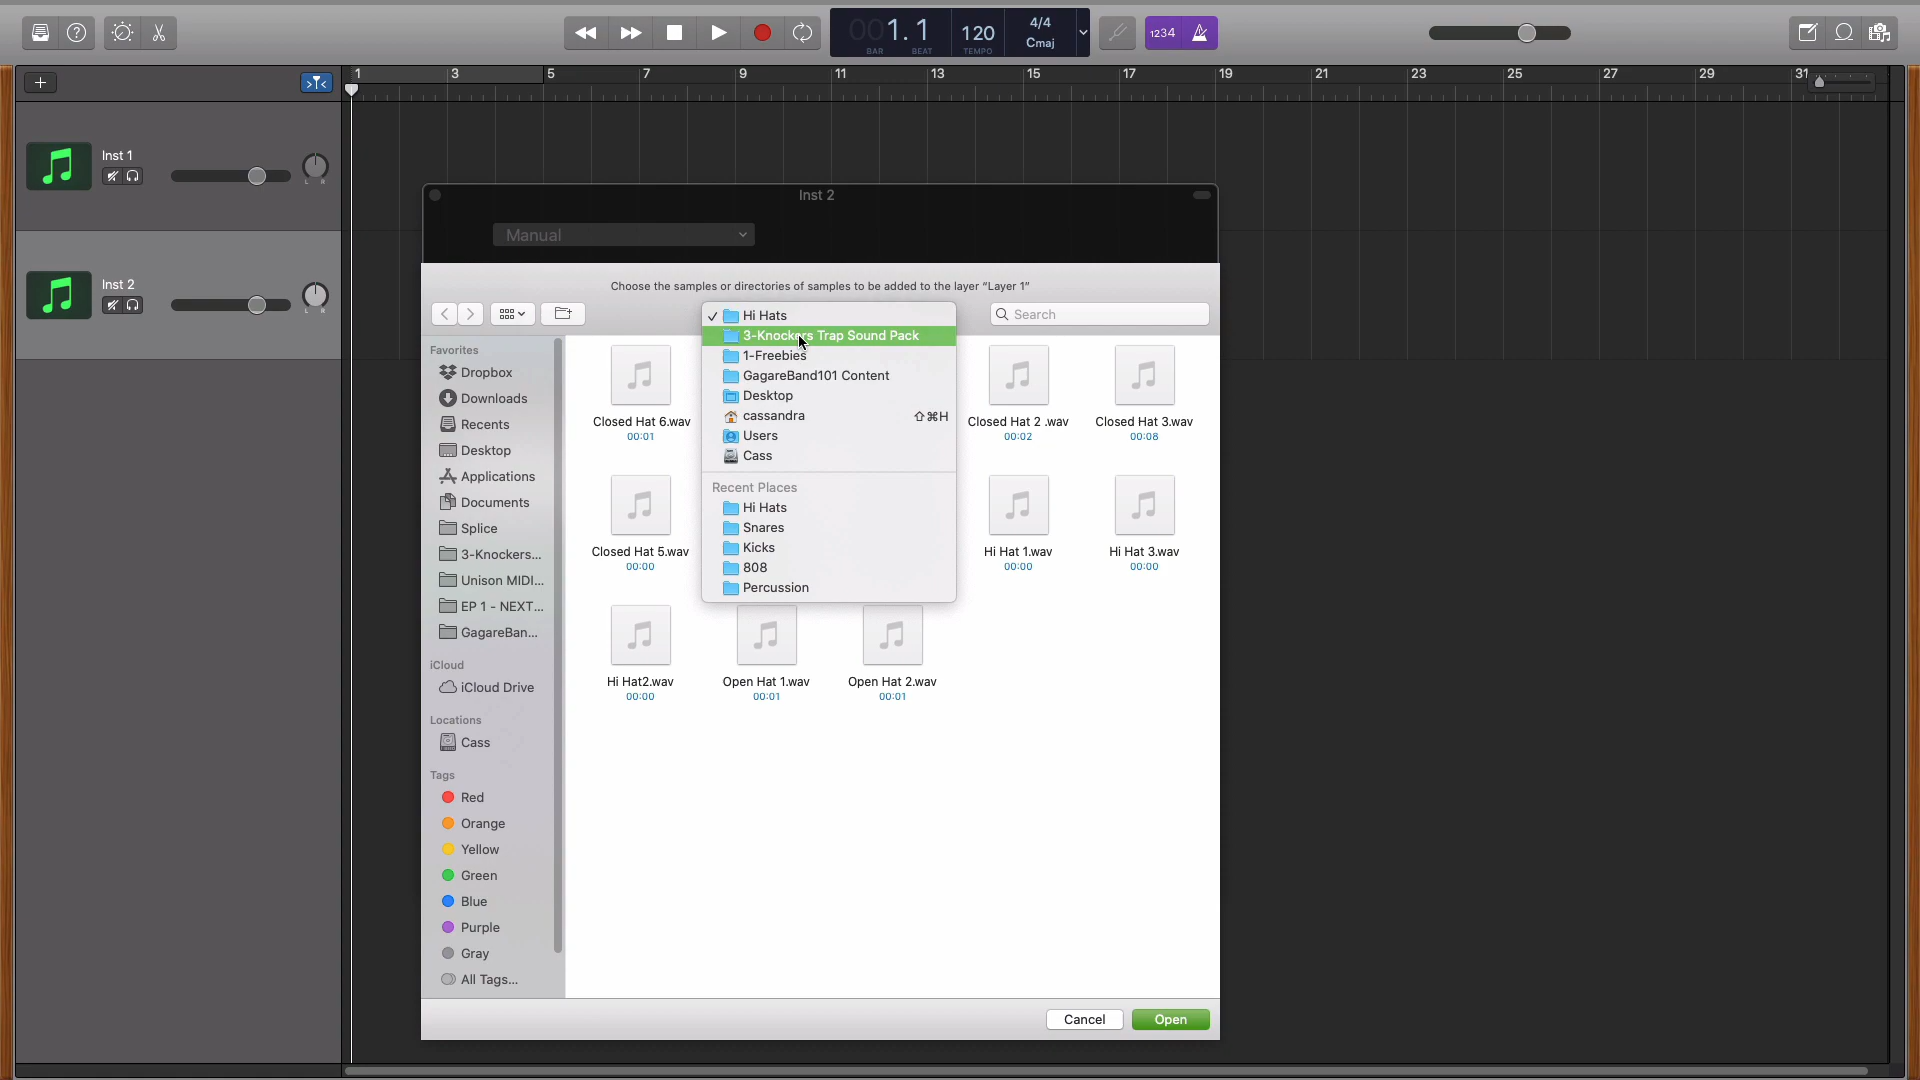 001.1
BAR BEAT
120
TEMPO
4/4
Cmaj
1234
1 3 5 7 9 11 13 15 17 19 21 23 25 27 29 31
Inst 1
L R
Inst 2
L R
Inst 2
Manual
Choose the samples or directories of samples to be added to the layer “Layer 1”
Search
Hi Hats
3-Knockers Trap Sound Pack
1-Freebies
GagareBand101 Content
Desktop
cassandra ⇧⌘H
Users
Cass
Recent Places
Hi Hats
Snares
Kicks
808
Percussion
Favorites
Dropbox
Downloads
Recents
Desktop
Applications
Documents
Splice
3-Knockers...
Unison MIDI...
EP 1 - NEXT...
GagareBan...
iCloud
iCloud Drive
Locations
Cass
Tags
Red
Orange
Yellow
Green
Blue
Purple
Gray
All Tags...
Closed Hat 6.wav
00:01
Closed Hat 2 .wav
00:02
Closed Hat 3.wav
00:08
Closed Hat 5.wav
00:00
Hi Hat 1.wav
00:00
Hi Hat 3.wav
00:00
Hi Hat2.wav
00:00
Open Hat 1.wav
00:01
Open Hat 2.wav
00:01
Cancel
Open